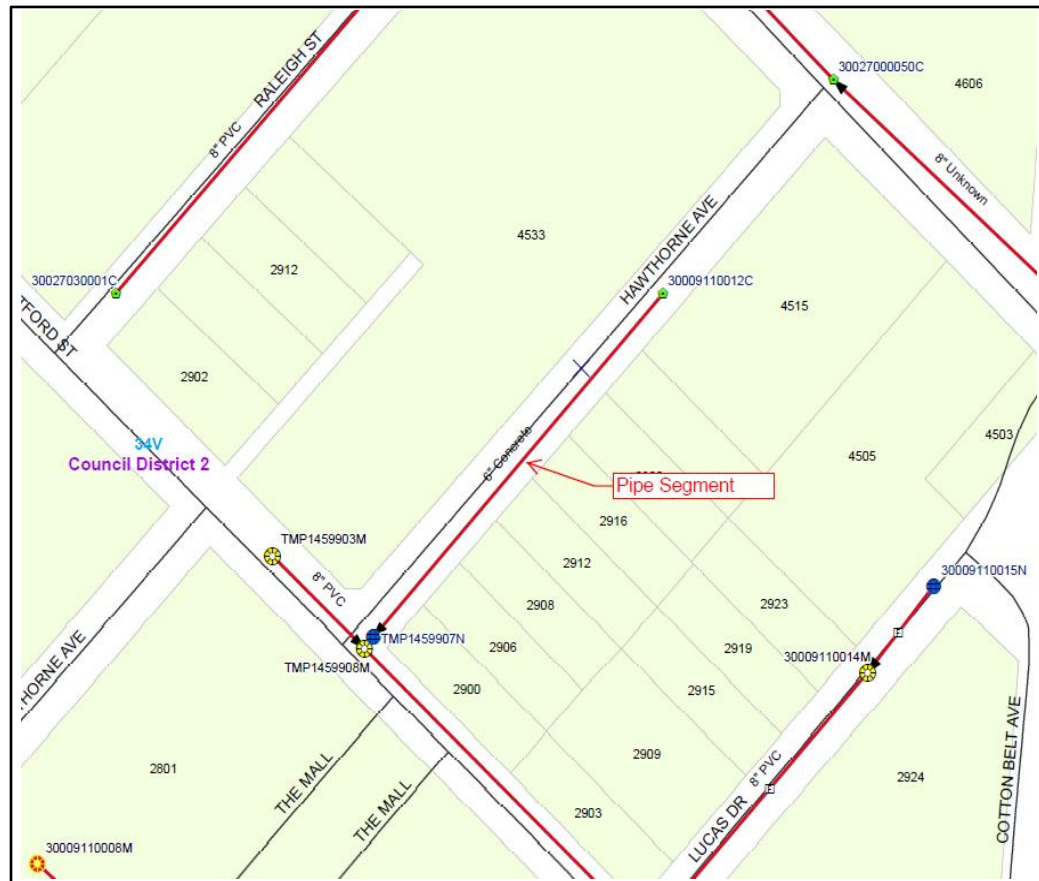 RALEIGH ST
8" PVC
30027000050C
4606
8" Unknown
4533
HAWTHORNE AVE
30027030001C
2912
30009110012C
4515
2902
34V
Council District 2
6" Concrete
4503
4505
Pipe Segment
2916
TMP1459903M
8" PVC
2912
2908
30009110015N
2923
TMP1459907N
2906
2919
30009110014M
TMP1459908M
2900
2915
THORNE AVE
2909
8" PVC
2801
THE MALL
THE MALL
LUCAS DR
2924
COTTON BELT AVE
2903
30009110008M